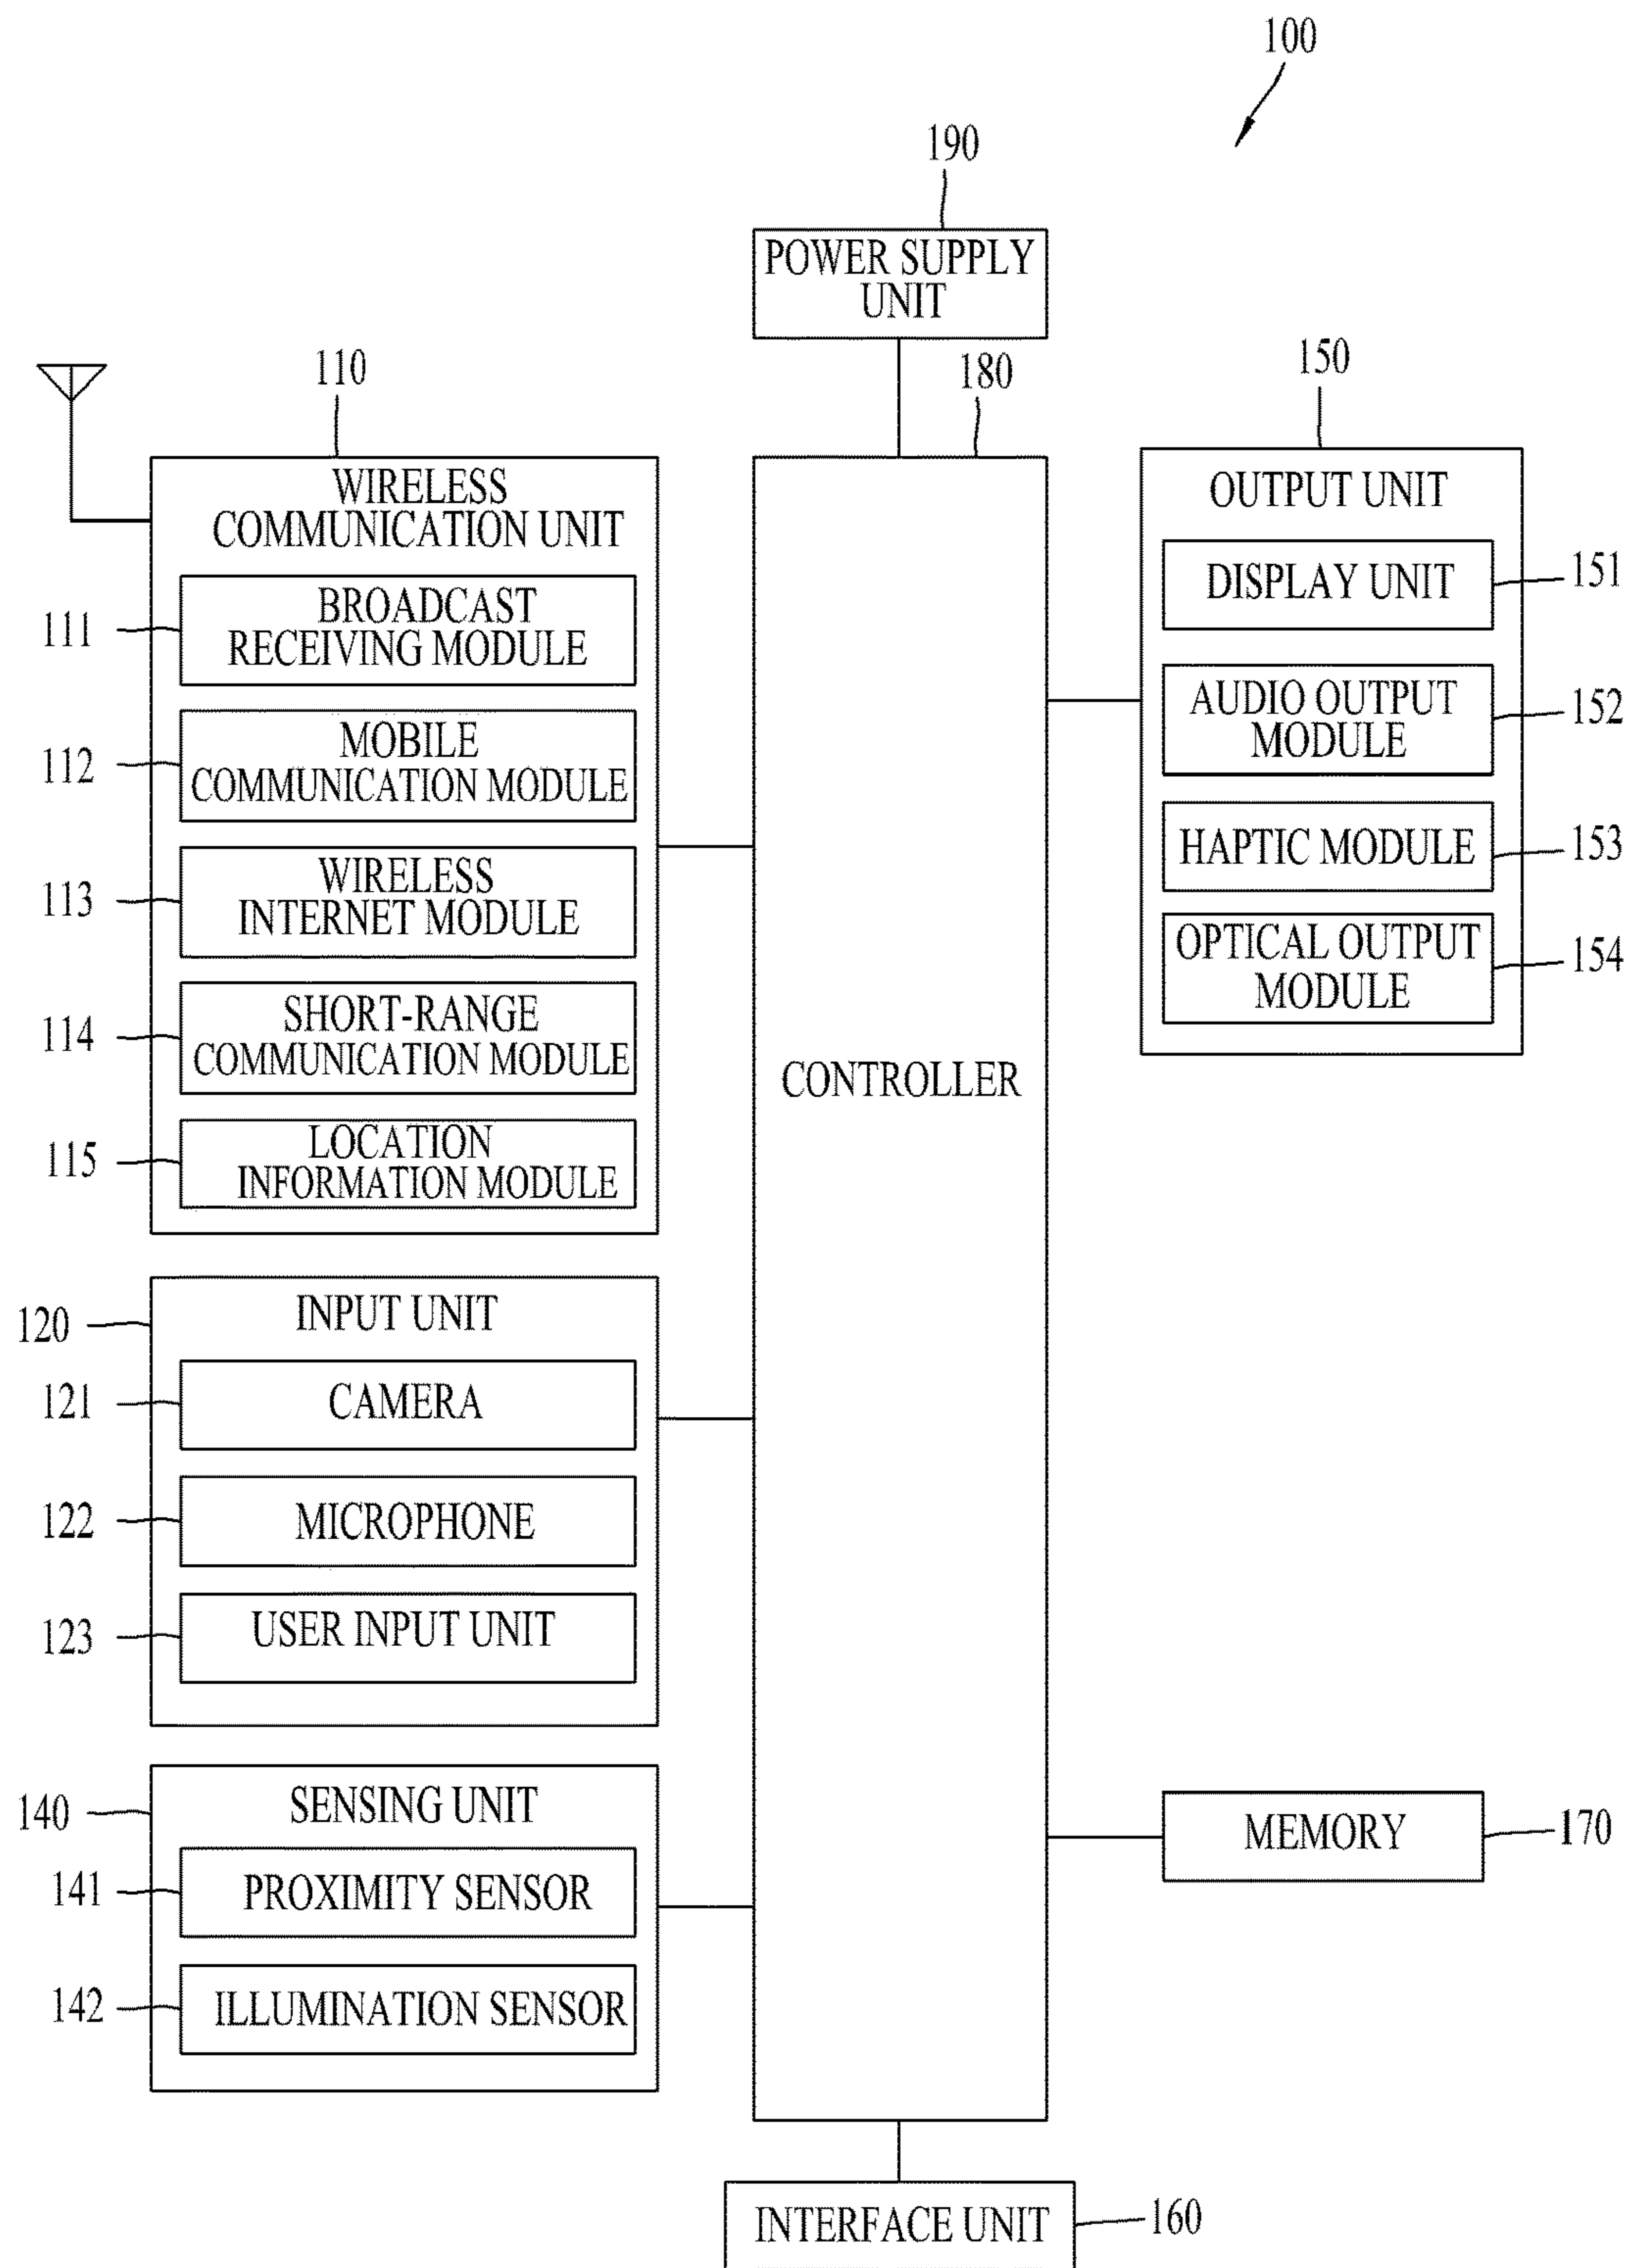 100
190
POWER SUPPLY
UNIT
110
180
150
WIRELESS
COMMUNICATION UNIT
111
BROADCAST
RECEIVING MODULE
112
MOBILE
COMMUNICATION MODULE
113
WIRELESS
INTERNET MODULE
114
SHORT-RANGE
COMMUNICATION MODULE
115
LOCATION
INFORMATION MODULE
120
INPUT UNIT
121
CAMERA
122
MICROPHONE
123
USER INPUT UNIT
140
SENSING UNIT
141
PROXIMITY SENSOR
142
ILLUMINATION SENSOR
CONTROLLER
OUTPUT UNIT
DISPLAY UNIT
151
AUDIO OUTPUT
MODULE
152
HAPTIC MODULE
153
OPTICAL OUTPUT
MODULE
154
MEMORY
170
INTERFACE UNIT
160